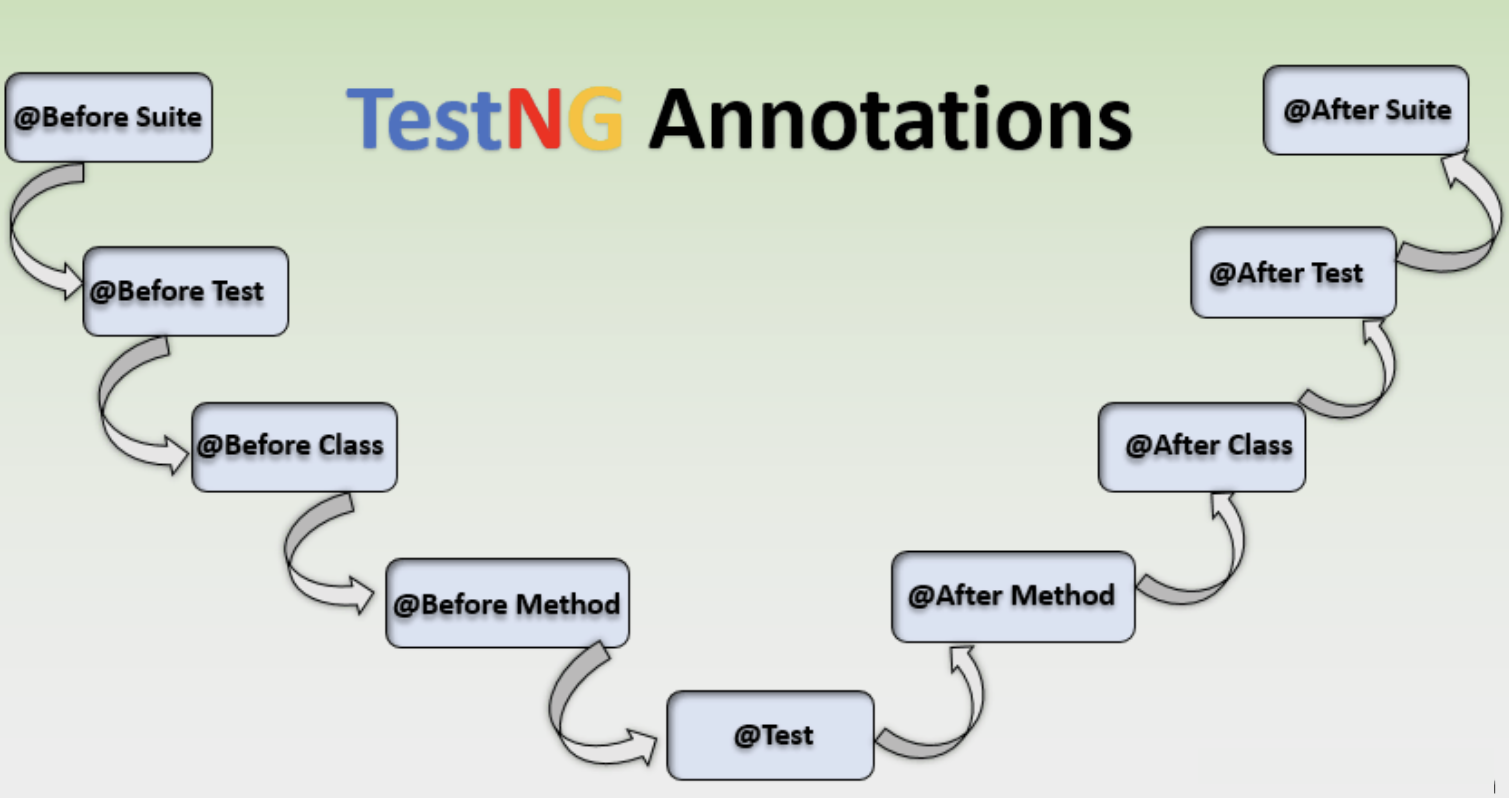 TestNG Annotations
@Before Suite
@Before Test
@Before Class
@Before Method
@Test
@After Method
@After Class
@After Test
@After Suite